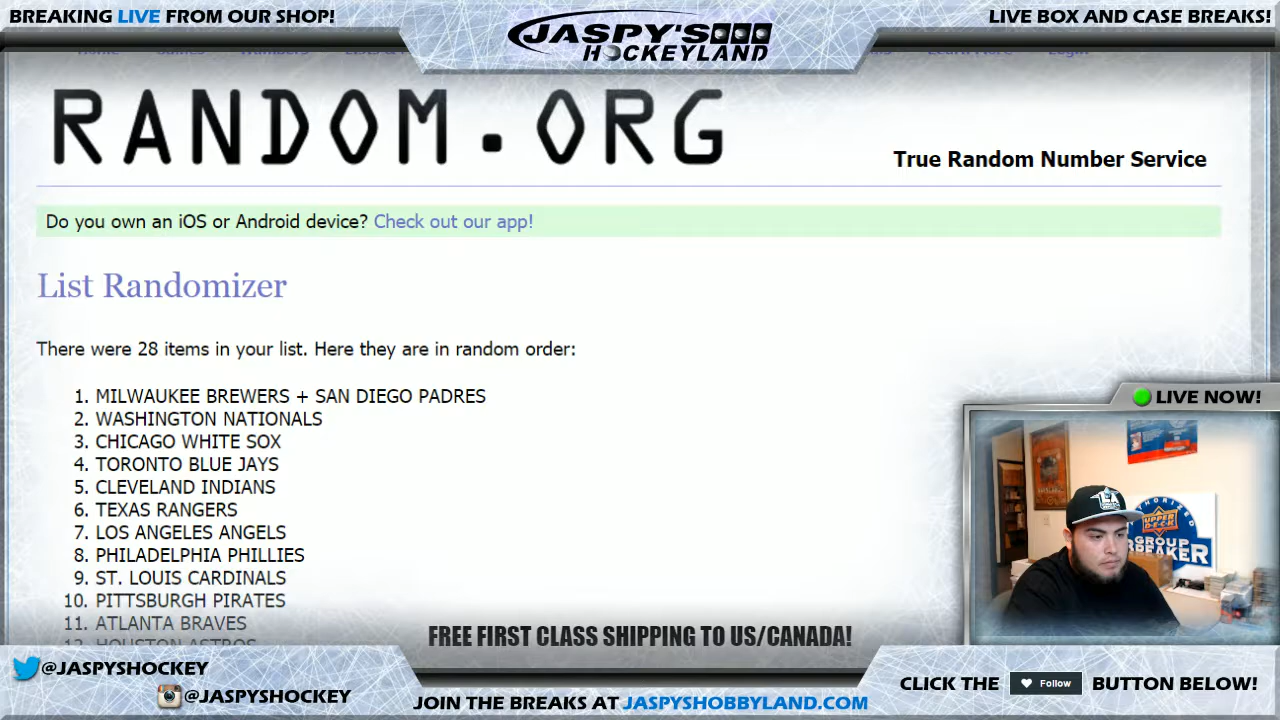 BREAKING LIVE FROM OUR SHOP!
JASPY'S
HOCKEYLAND
LIVE BOX AND CASE BREAKS!
RANDOM.ORG
True Random Number Service
Do you own an iOS or Android device? Check out our app!
List Randomizer
There were 28 items in your list. Here they are in random order:
1. MILWAUKEE BREWERS + SAN DIEGO PADRES
2. WASHINGTON NATIONALS
3. CHICAGO WHITE SOX
4. TORONTO BLUE JAYS
5. CLEVELAND INDIANS
6. TEXAS RANGERS
7. LOS ANGELES ANGELS
8. PHILADELPHIA PHILLIES
9. ST. LOUIS CARDINALS
10. PITTSBURGH PIRATES
11. ATLANTA BRAVES
12. HOUSTON ASTROS
LIVE NOW!
AUTHORIZED
UPPER DECK
GROUP
BREAKER
FREE FIRST CLASS SHIPPING TO US/CANADA!
@JASPYSHOCKEY
@JASPYSHOCKEY
JOIN THE BREAKS AT JASPYSHOBBYLAND.COM
CLICK THE Follow BUTTON BELOW!